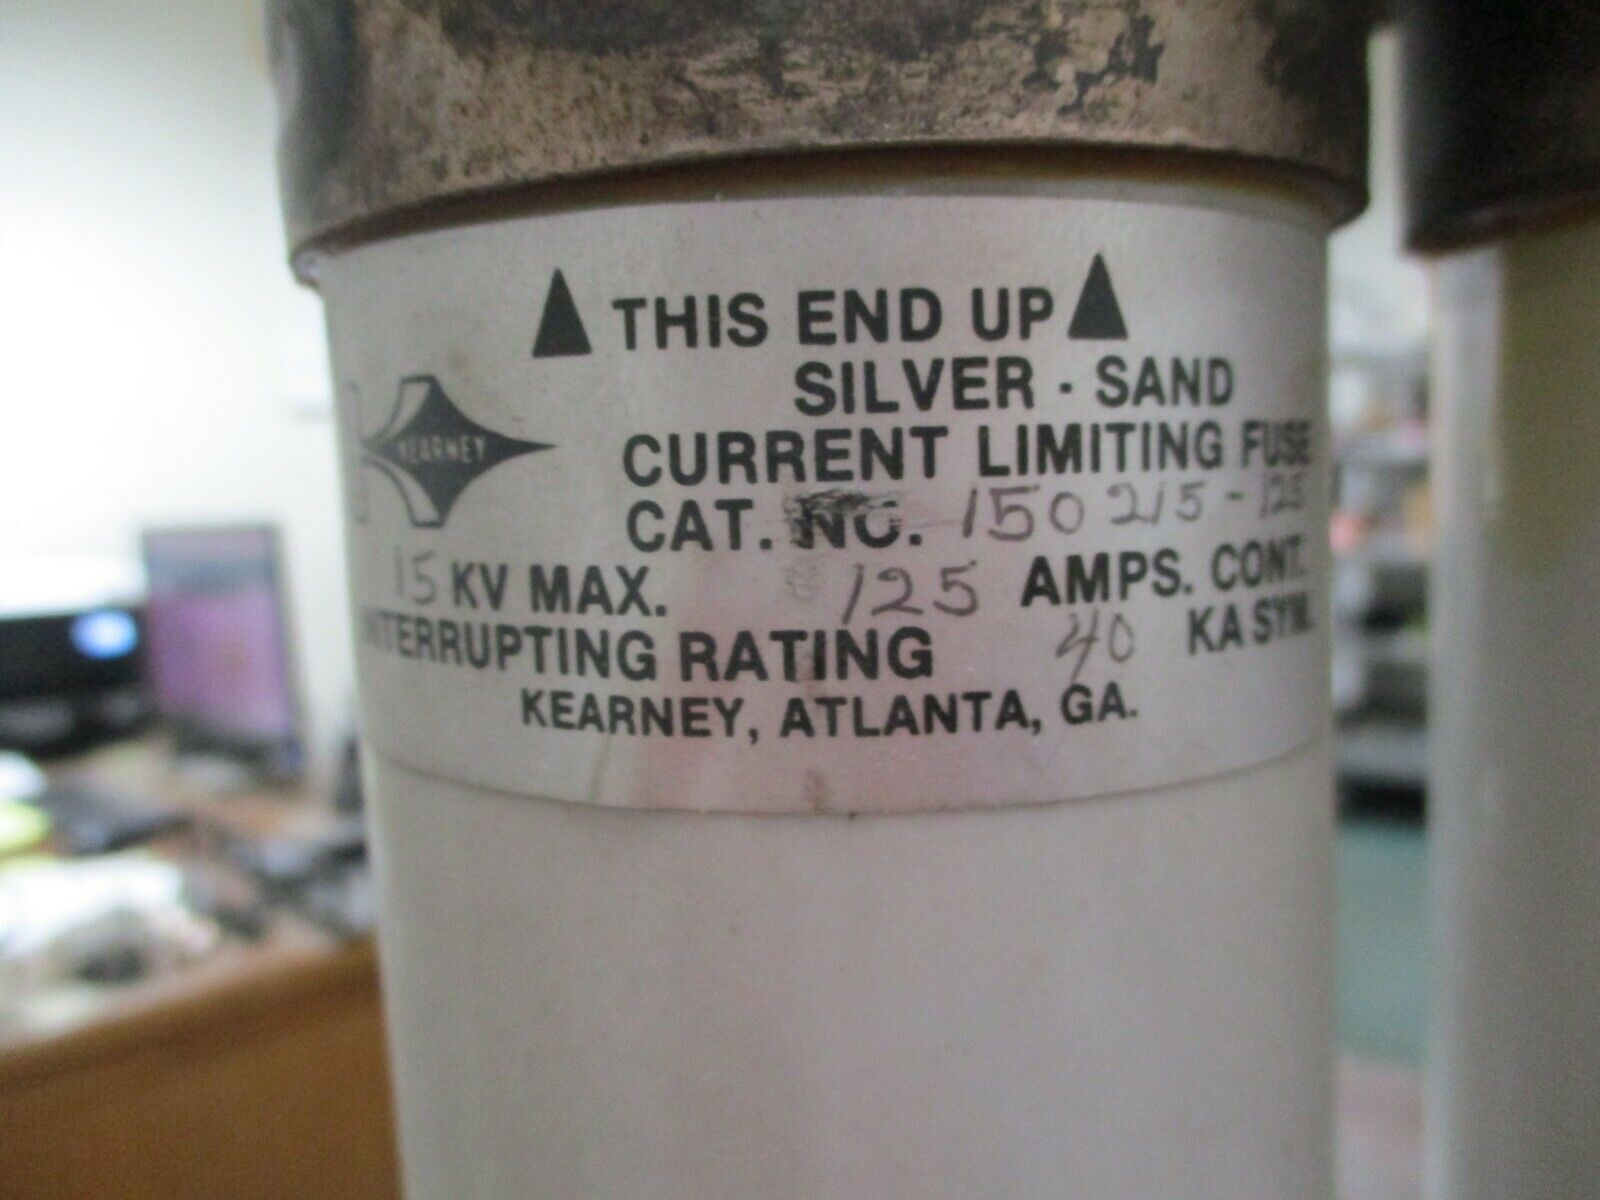 ▲ THIS END UP ▲
SILVER - SAND
KEARNEY
CURRENT LIMITING FUSE
CAT. NO. 150215-125
15 KV MAX. 125 AMPS. CONT.
INTERRUPTING RATING 40 KA SYM.
KEARNEY, ATLANTA, GA.